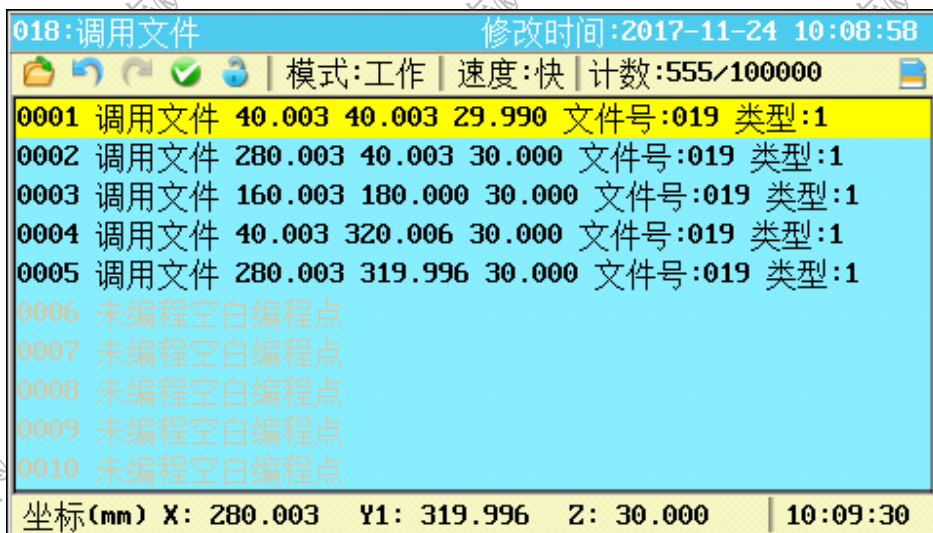 018:调用文件 修改时间:2017-11-24 10:08:58
模式:工作 速度:快 计数:555/100000
0001 调用文件 40.003 40.003 29.990 文件号:019 类型:1
0002 调用文件 280.003 40.003 30.000 文件号:019 类型:1
0003 调用文件 160.003 180.000 30.000 文件号:019 类型:1
0004 调用文件 40.003 320.006 30.000 文件号:019 类型:1
0005 调用文件 280.003 319.996 30.000 文件号:019 类型:1
0006 未编程空白编程点
0007 未编程空白编程点
0008 未编程空白编程点
0009 未编程空白编程点
0010 未编程空白编程点
坐标(mm) X: 280.003 Y1: 319.996 Z: 30.000 10:09:30